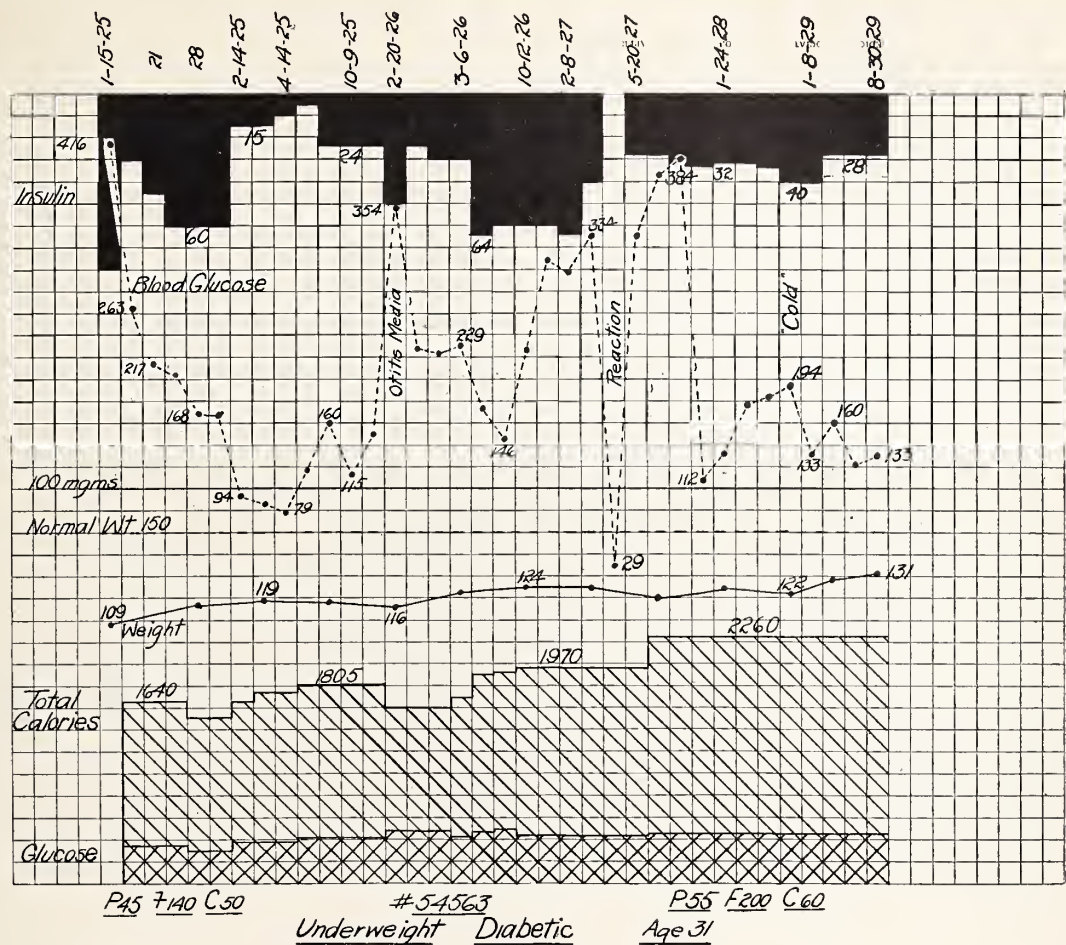 1-15-25 21 28 2-14-25 4-14-25 10-9-25 2-20-26 3-6-26 10-12-26 2-8-27 5-20-27 1-24-28 1-8-29 8-30-29
416
15
24
384
32
28
Insulin
354
40
60
64
334
Blood Glucose
263
Otitis Media
Reaction
"Cold"
229
217
194
168
160
160
146
133
133
115
112
100 mgms
94
79
Normal Wt. 150
29
131
124
122
119
116
109
Weight
2260
1970
1805
1640
Total
Calories
Glucose
P45 F140 C50 #54563 P55 F200 C60
Underweight Diabetic Age 31